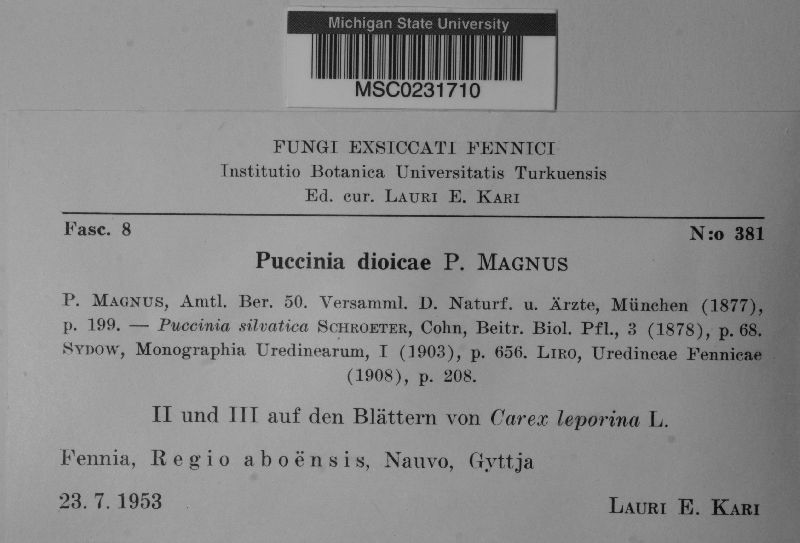 Michigan State University
MSC0231710
FUNGI EXSICCATI FENNICI
Institutio Botanica Universitatis Turkuensis
Ed. cur. LAURI E. KARI
Fasc. 8 N:o 381
Puccinia dioicae P. MAGNUS
P. MAGNUS, Amtl. Ber. 50. Versamml. D. Naturf. u. Ärzte, München (1877),
p. 199. — Puccinia silvatica SCHROETER, Cohn, Beitr. Biol. Pfl., 3 (1878), p. 68.
SYDOW, Monographia Uredinearum, I (1903), p. 656. LIRO, Uredineae Fennicae
(1908), p. 208.
II und III auf den Blättern von Carex leporina L.
Fennia, Regio aboënsis, Nauvo, Gyttja
23. 7. 1953 LAURI E. KARI